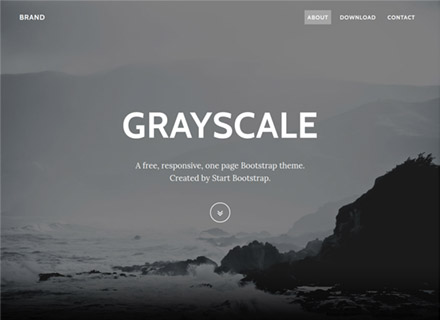 BRAND
ABOUT DOWNLOAD CONTACT
GRAYSCALE
A free, responsive, one page Bootstrap theme.
Created by Start Bootstrap.